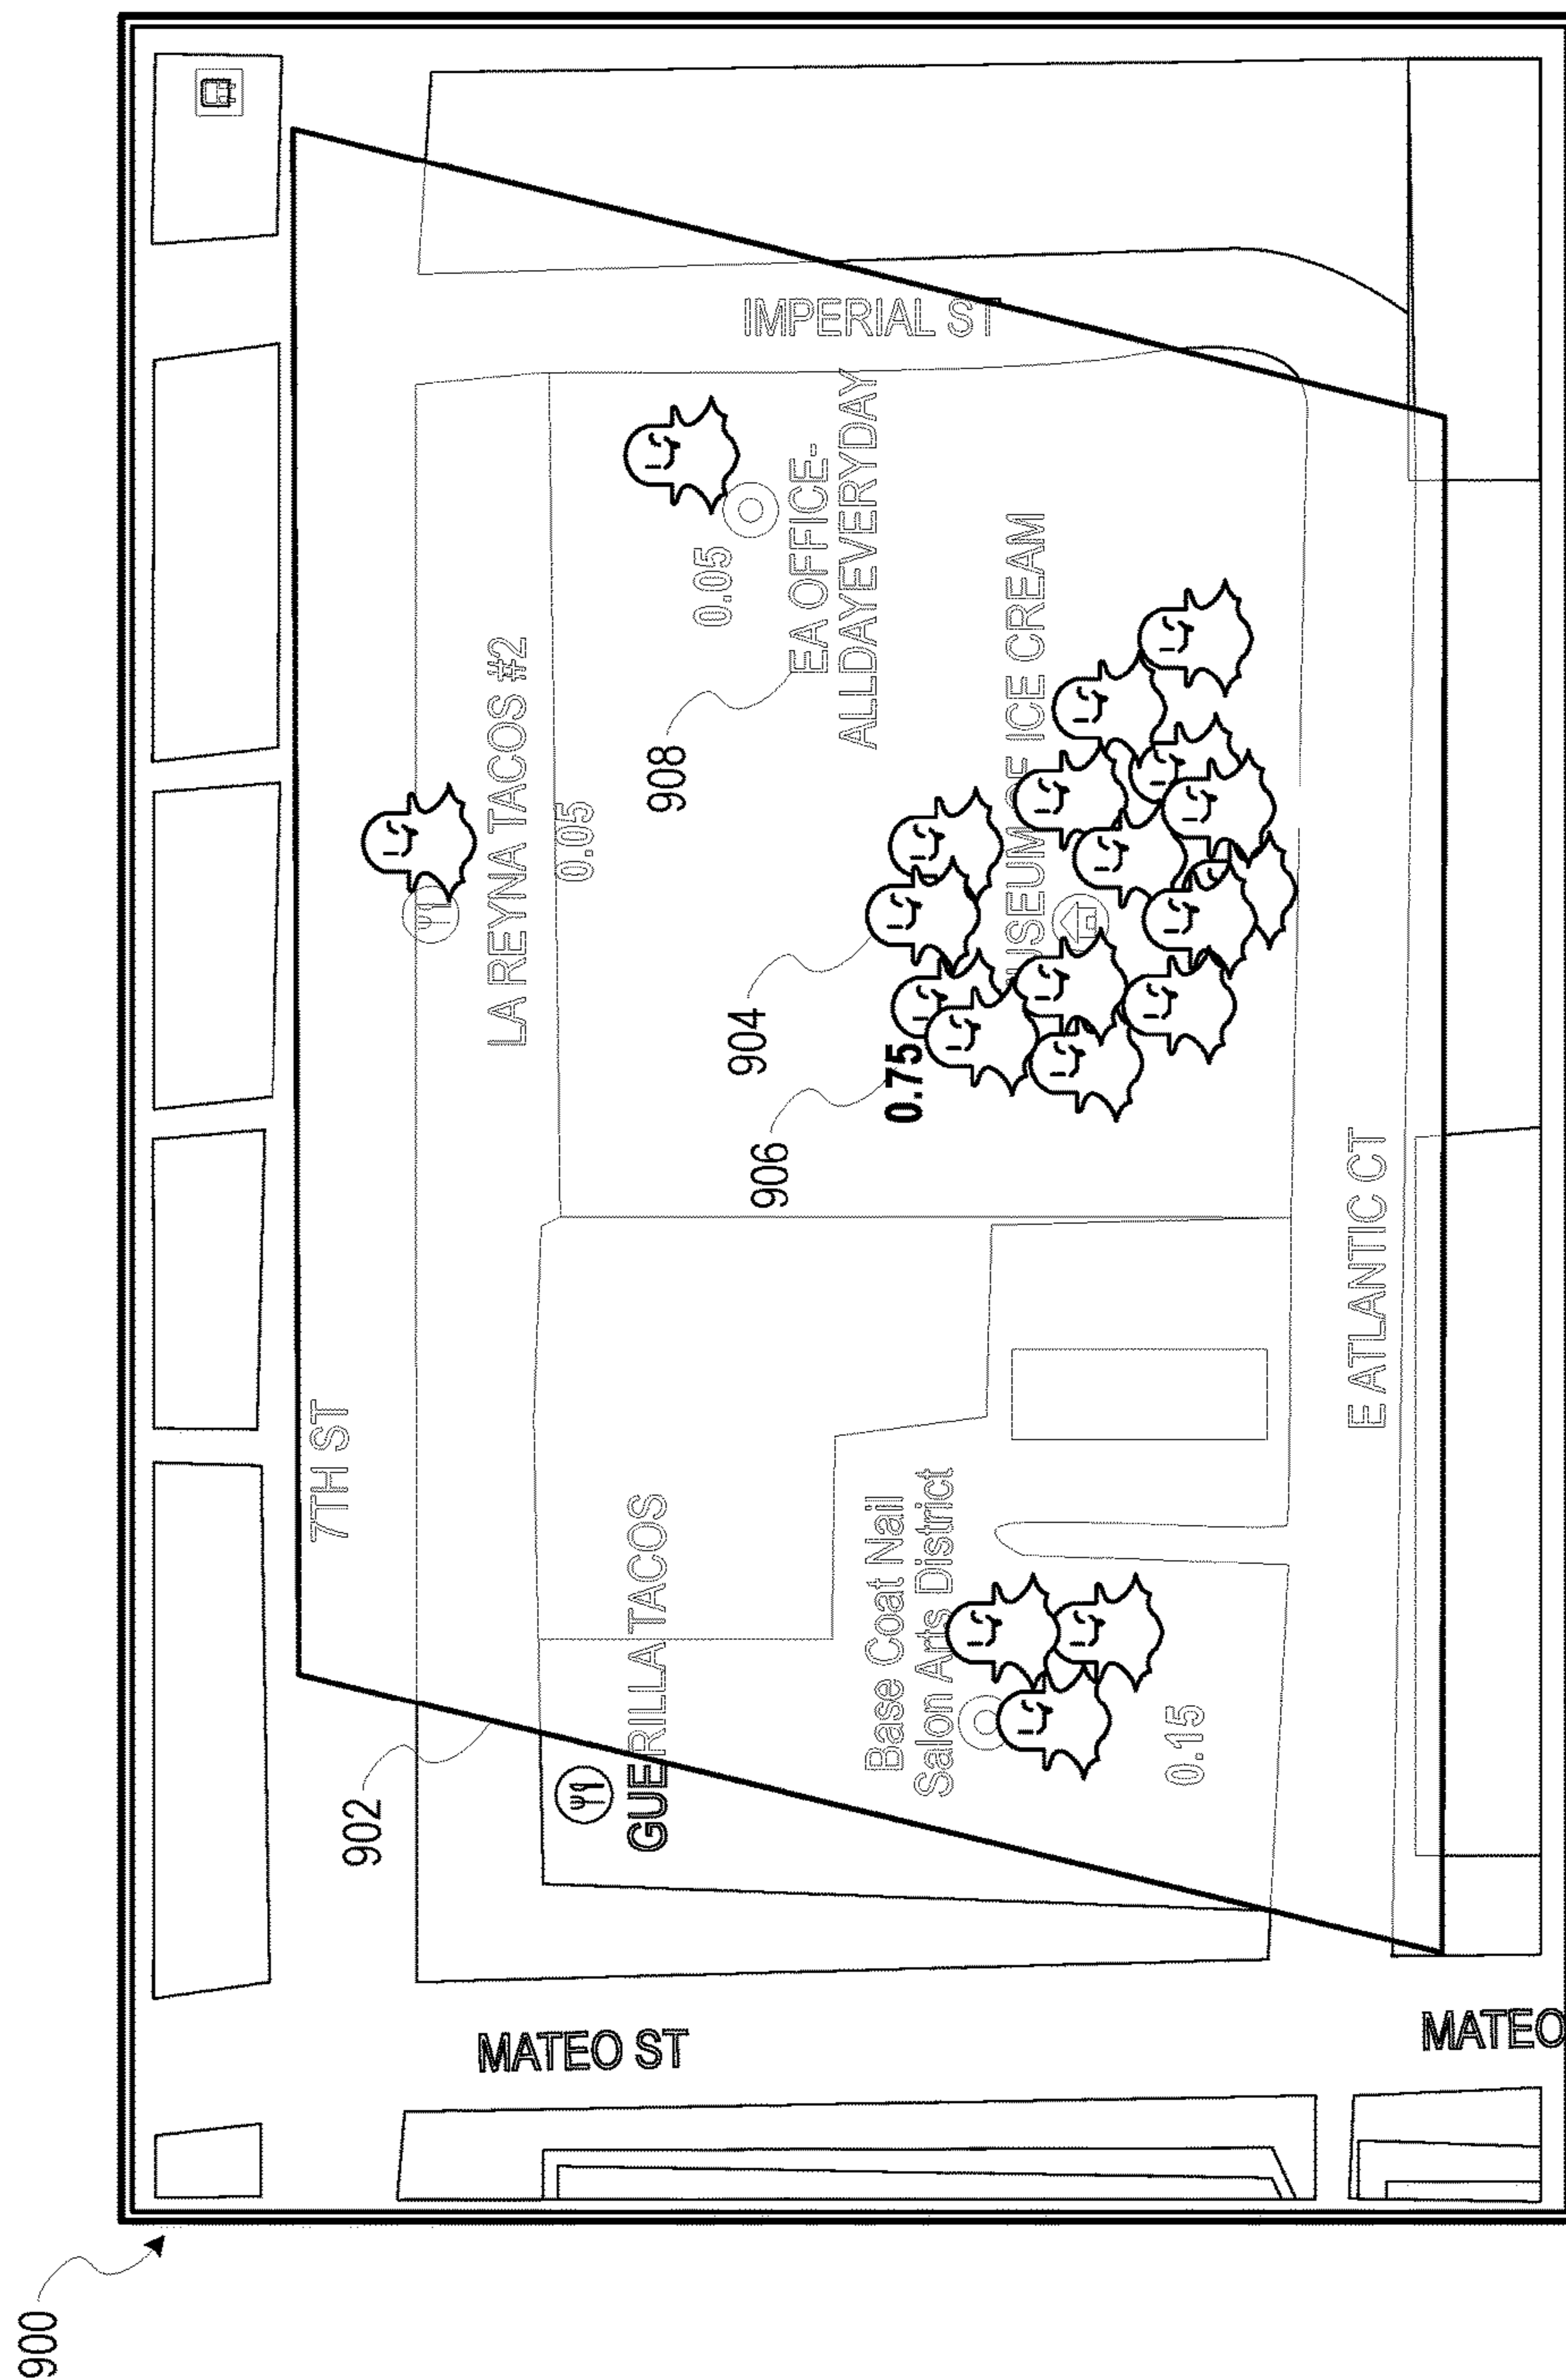 900
7TH ST
902
MATEO ST
LA REYNA TACOS #2
0.05
GUERILLA TACOS
908
0.05
904
906
0.75
EA OFFICE-
ALLDAYEVERYDAY
IMPERIAL ST
Base Coat Nail
Salon Arts District
MUSEUM OF ICE CREAM
0.15
E ATLANTIC CT
MATEO